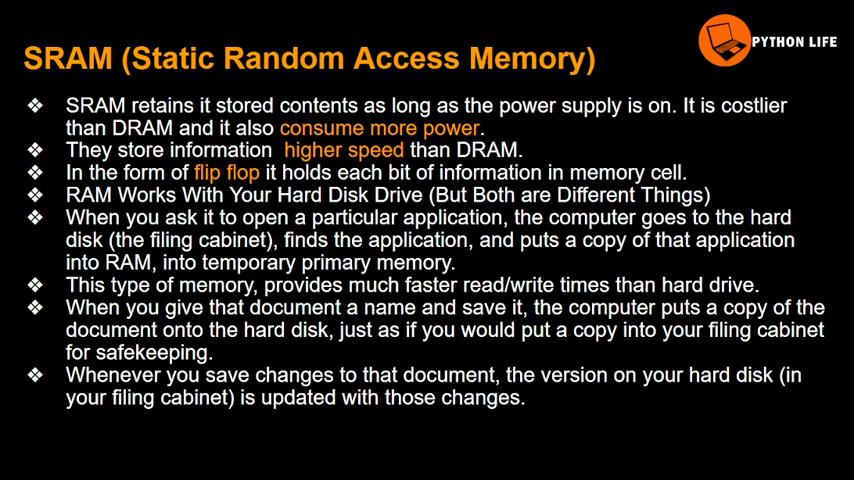 PYTHON LIFE
SRAM (Static Random Access Memory)
❖ SRAM retains it stored contents as long as the power supply is on. It is costlier
than DRAM and it also consume more power.
❖ They store information higher speed than DRAM.
❖ In the form of flip flop it holds each bit of information in memory cell.
❖ RAM Works With Your Hard Disk Drive (But Both are Different Things)
❖ When you ask it to open a particular application, the computer goes to the hard
disk (the filing cabinet), finds the application, and puts a copy of that application
into RAM, into temporary primary memory.
❖ This type of memory, provides much faster read/write times than hard drive.
❖ When you give that document a name and save it, the computer puts a copy of the
document onto the hard disk, just as if you would put a copy into your filing cabinet
for safekeeping.
❖ Whenever you save changes to that document, the version on your hard disk (in
your filing cabinet) is updated with those changes.